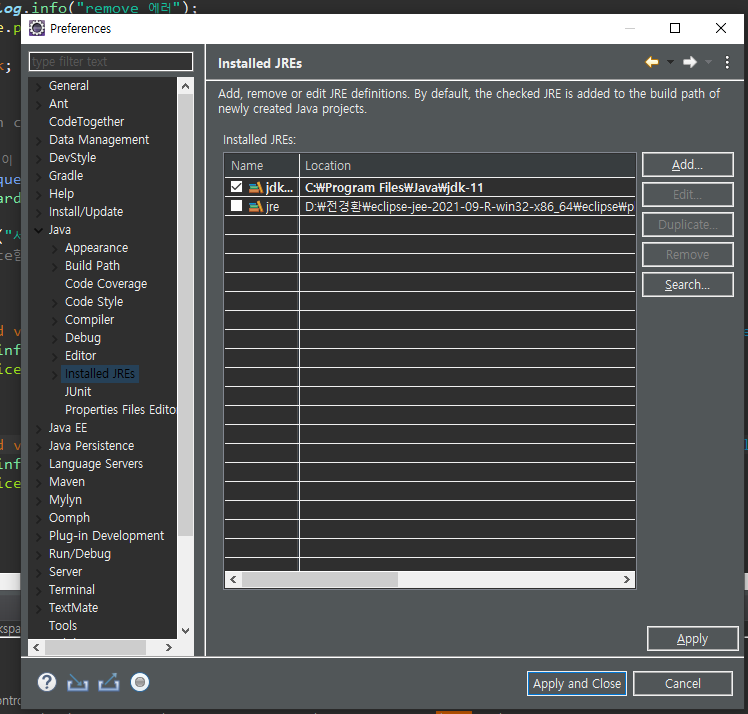 log.info("remove 에러");
Preferences
type filter text
General
Ant
CodeTogether
Data Management
DevStyle
Gradle
Help
Install/Update
Java
Appearance
Build Path
Code Coverage
Code Style
Compiler
Debug
Editor
Installed JREs
JUnit
Properties Files Edito
Java EE
Java Persistence
Language Servers
Maven
Mylyn
Oomph
Plug-in Development
Run/Debug
Server
Terminal
TextMate
Tools
Installed JREs
Add, remove or edit JRE definitions. By default, the checked JRE is added to the build path of
newly created Java projects.
Installed JREs:
Name Location
jdk... C:₩Program Files₩Java₩jdk-11
jre D:₩전경환₩eclipse-jee-2021-09-R-win32-x86_64₩eclipse₩p
Add...
Edit...
Duplicate...
Remove
Search...
Apply
Apply and Close
Cancel